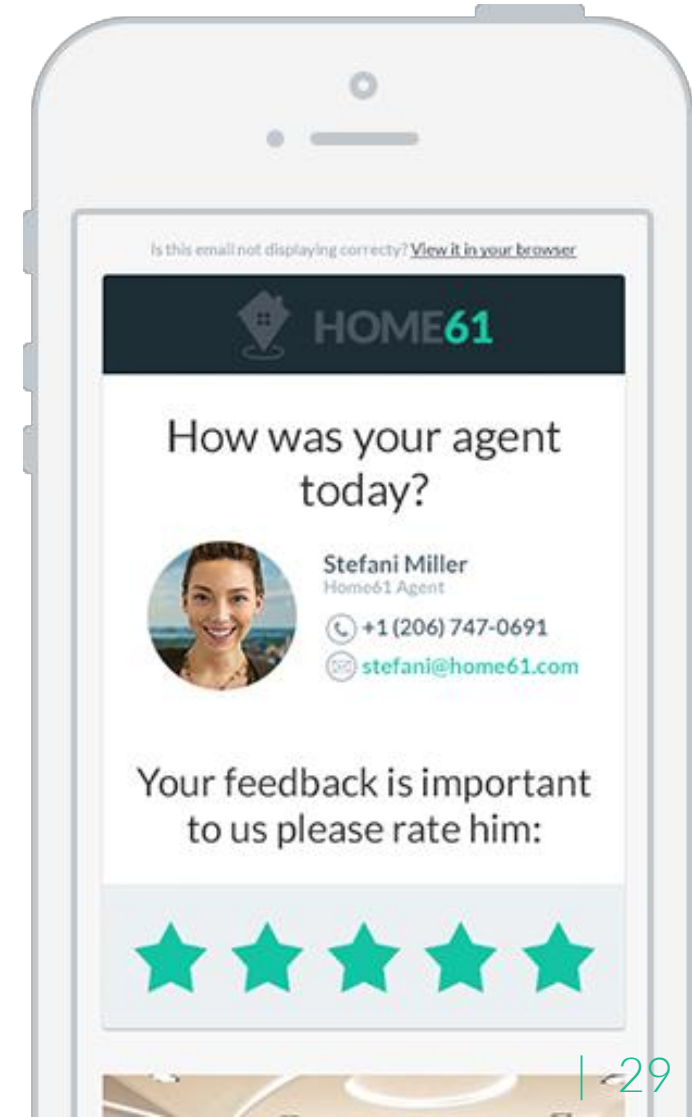 Is this email not displaying correcty? View it in your browser
HOME61
How was your agent
today?
Stefani Miller
Home61 Agent
+1 (206) 747-0691
stefani@home61.com
Your feedback is important
to us please rate him:
| 29